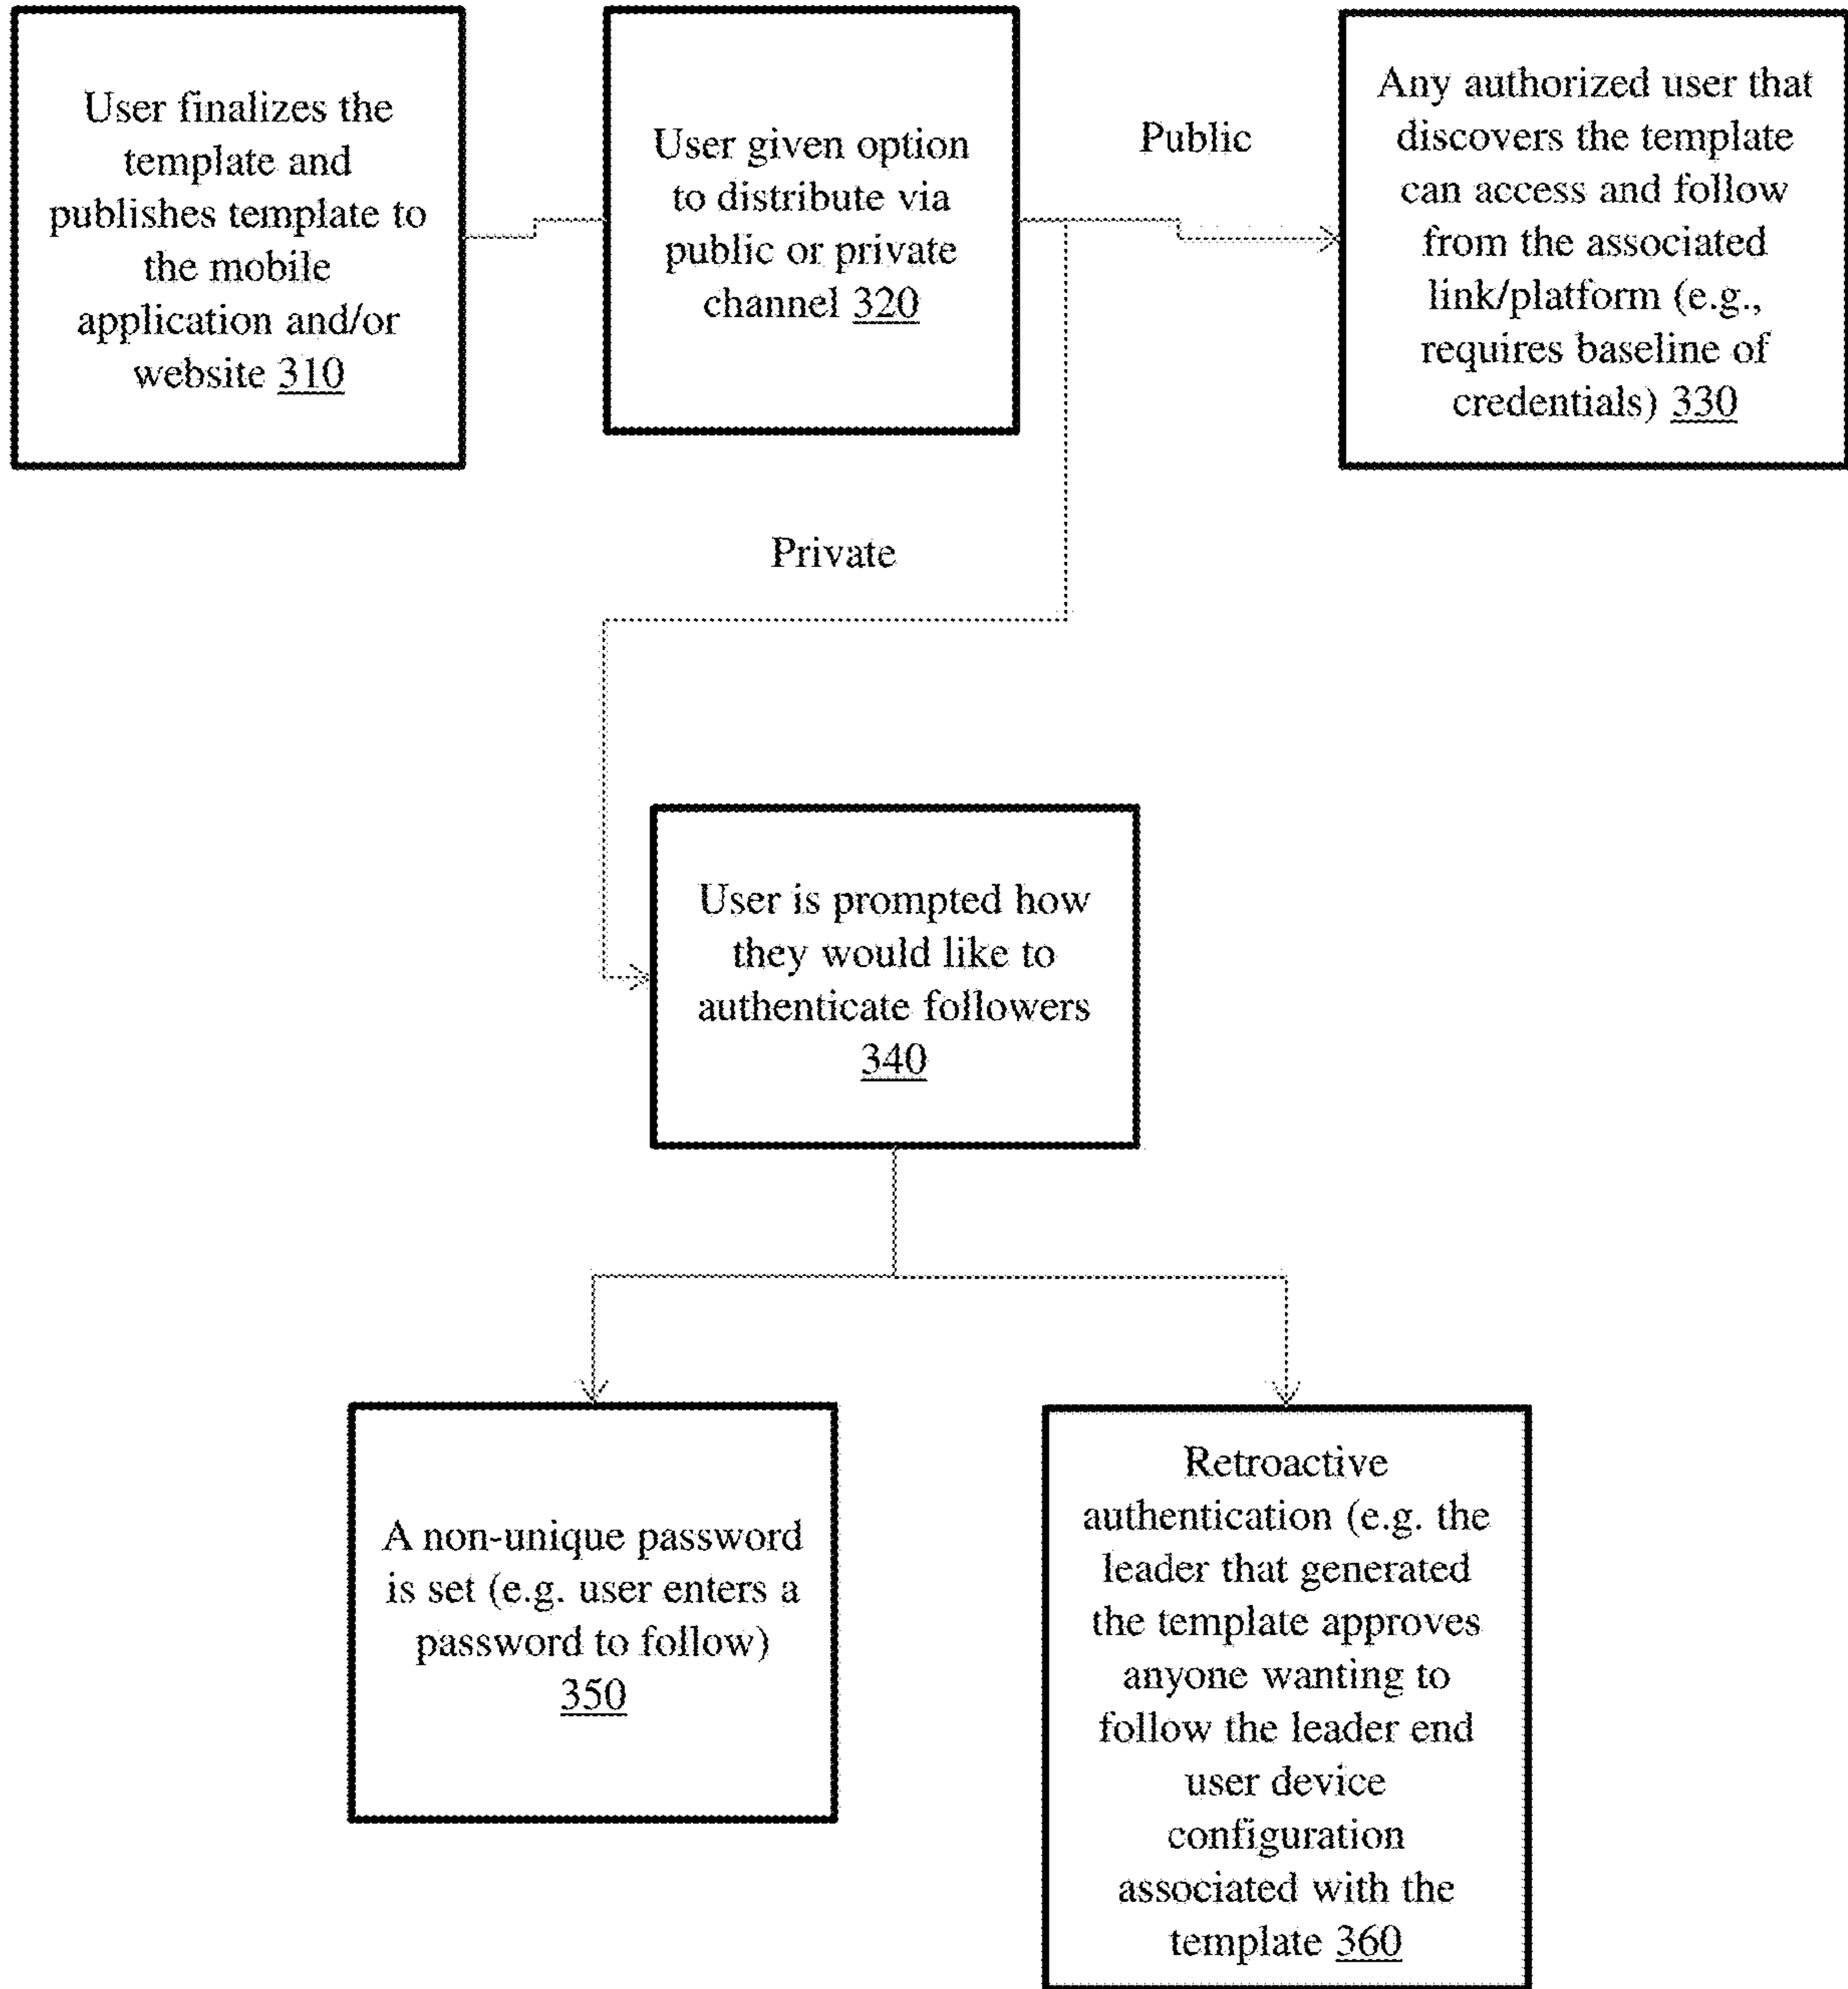 User finalizes the
template and
publishes template to
the mobile
application and/or
website 310
User given option
to distribute via
public or private
channel 320
Public
Any authorized user that
discovers the template
can access and follow
from the associated
link/platform (e.g.,
requires baseline of
credentials) 330
Private
User is prompted how
they would like to
authenticate followers
340
A non-unique password
is set (e.g. user enters a
password to follow)
350
Retroactive
authentication (e.g. the
leader that generated
the template approves
anyone wanting to
follow the leader end
user device
configuration
associated with the
template 360